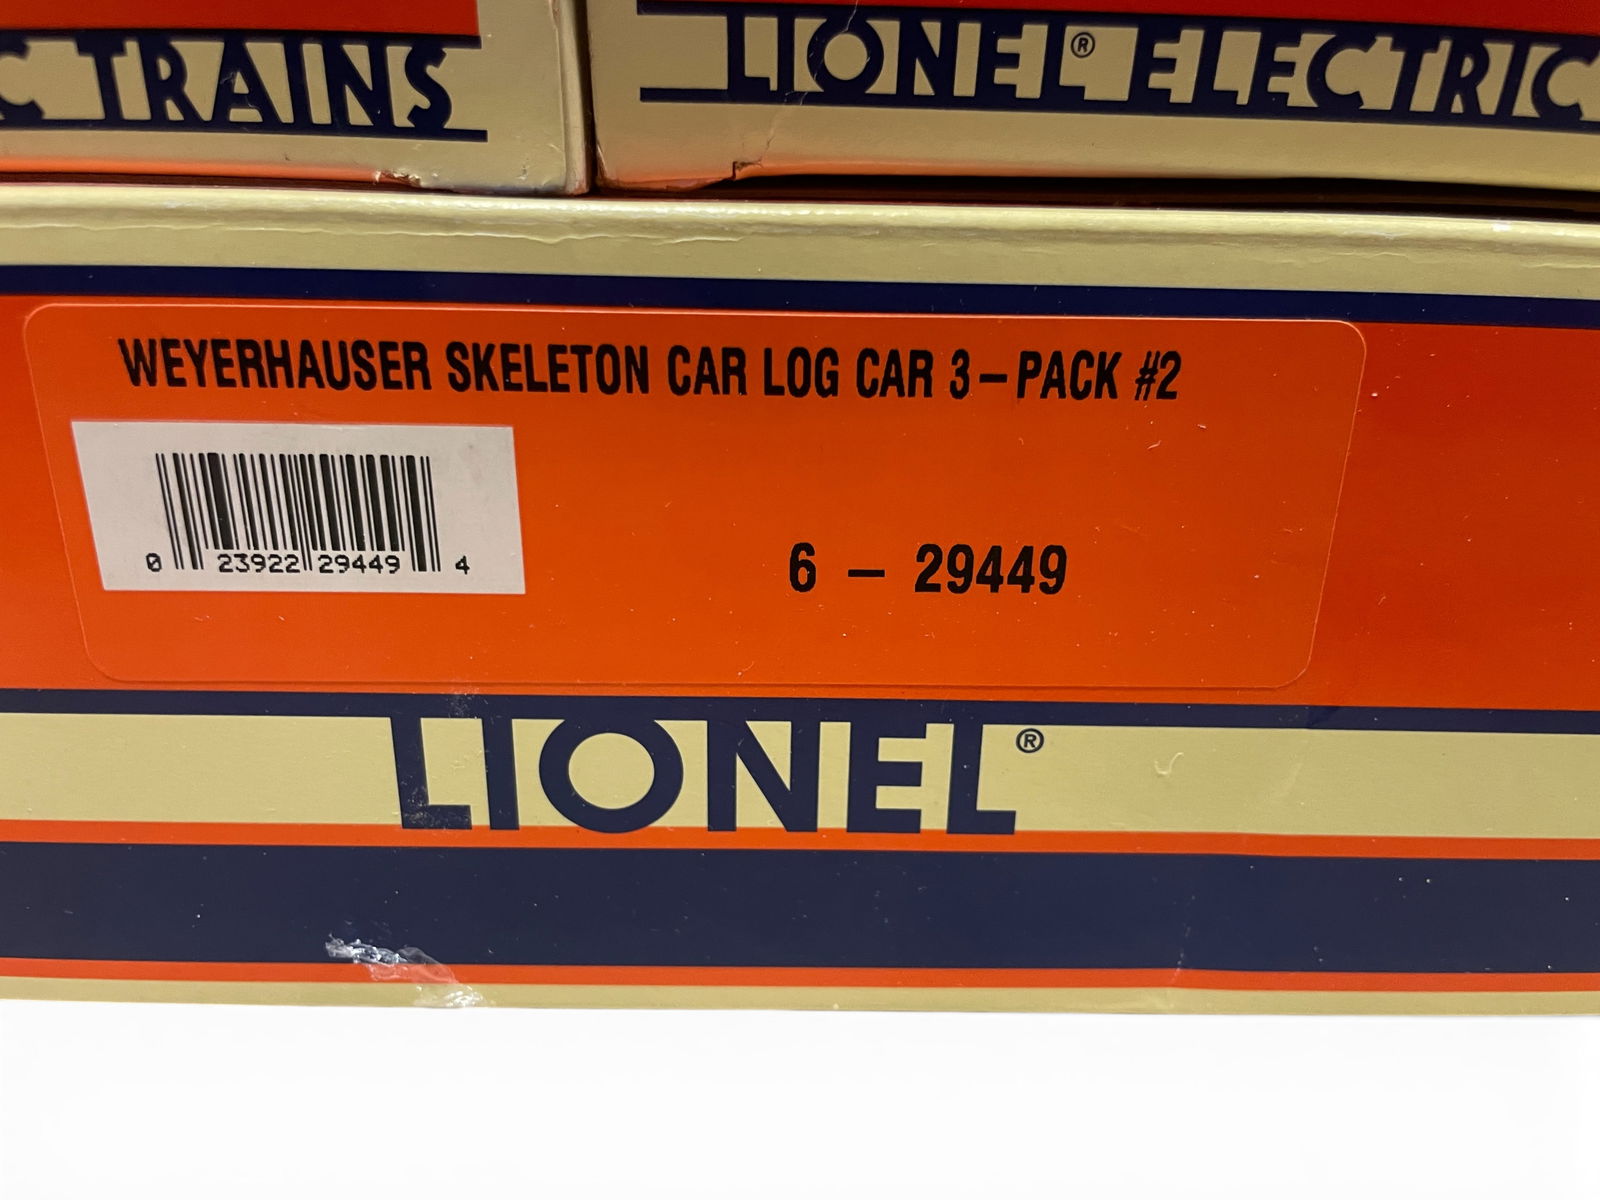 C TRAINS
LIONEL® ELECTRIC
WEYERHAUSER SKELETON CAR LOG CAR 3-PACK #2
0 23922 29449 4
6 - 29449
LIONEL®